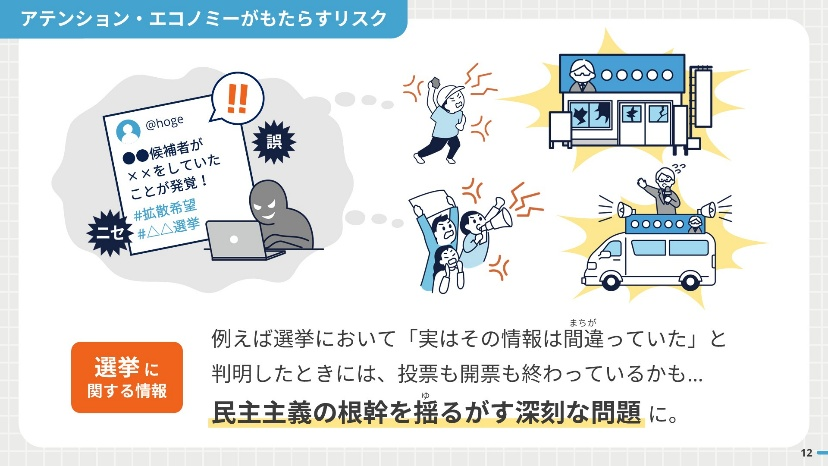 アテンション・エコノミーがもたらすリスク
!!
@hoge
●●候補者が
××をしていた
ことが発覚！
#拡散希望
#△△選挙
誤
ニセ
選挙に
関する情報
例えば選挙において「実はその情報は間違っていた」と
まちが
判明したときには、投票も開票も終わっているかも...
民主主義の根幹を揺るがす深刻な問題に。
ゆ
12